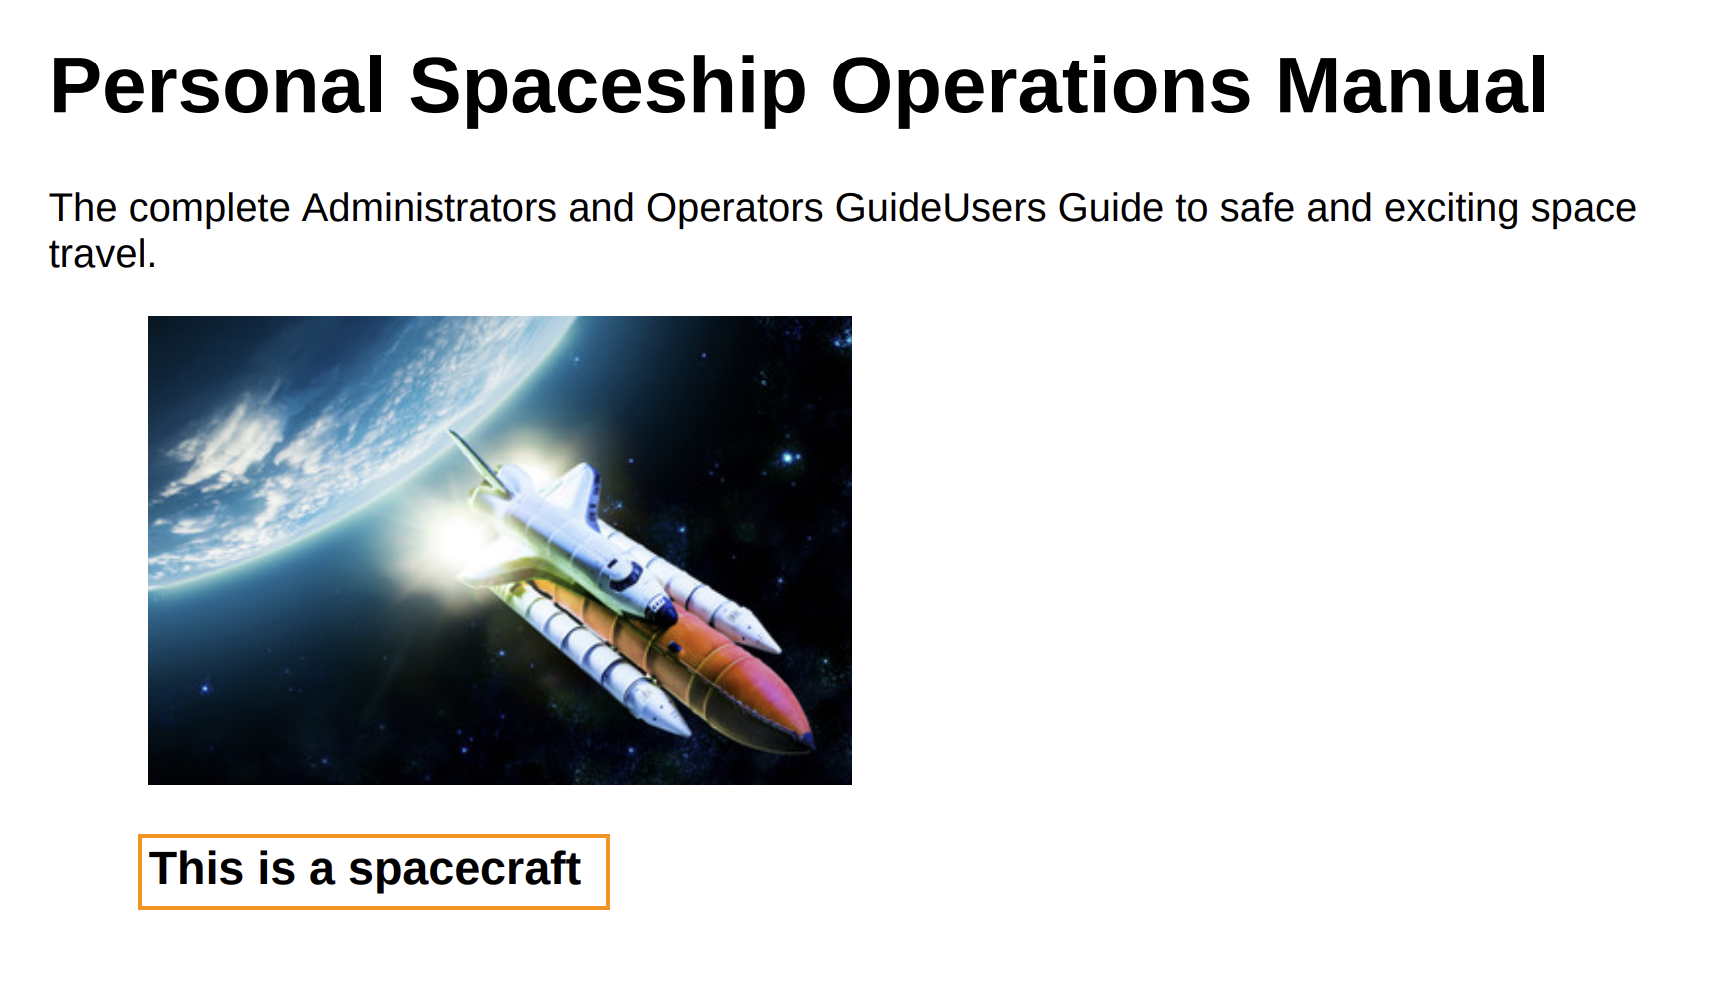 Personal Spaceship Operations Manual
The complete Administrators and Operators GuideUsers Guide to safe and exciting space
travel.
This is a spacecraft